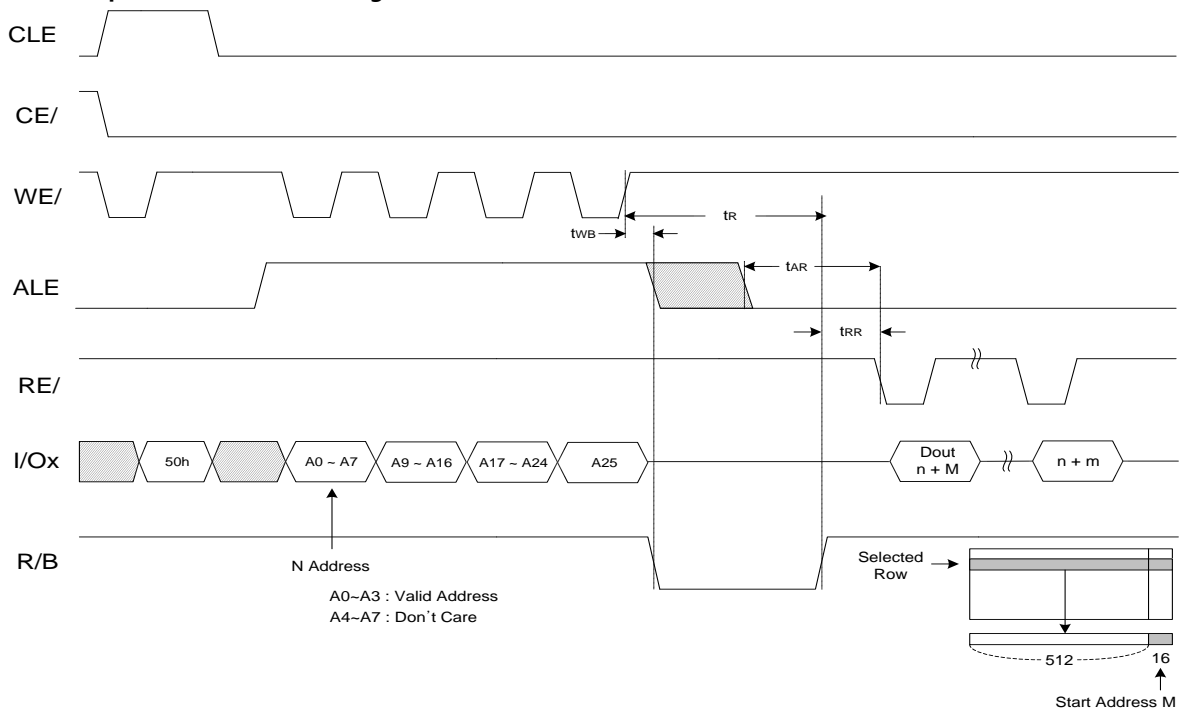 CLE
CE/
WE/
tR
tWB
ALE
tAR
tRR
RE/
I/Ox
50h
A0 ~ A7
A9 ~ A16
A17 ~ A24
A25
Dout
n + M
n + m
R/B
N Address
A0~A3 : Valid Address
A4~A7 : Don't Care
Selected
Row
512
16
Start Address M